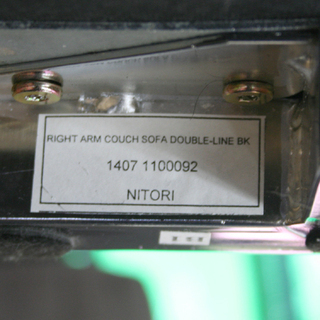 RIGHT ARM COUCH SOFA DOUBLE-LINE BK
1407 1100092
NITORI